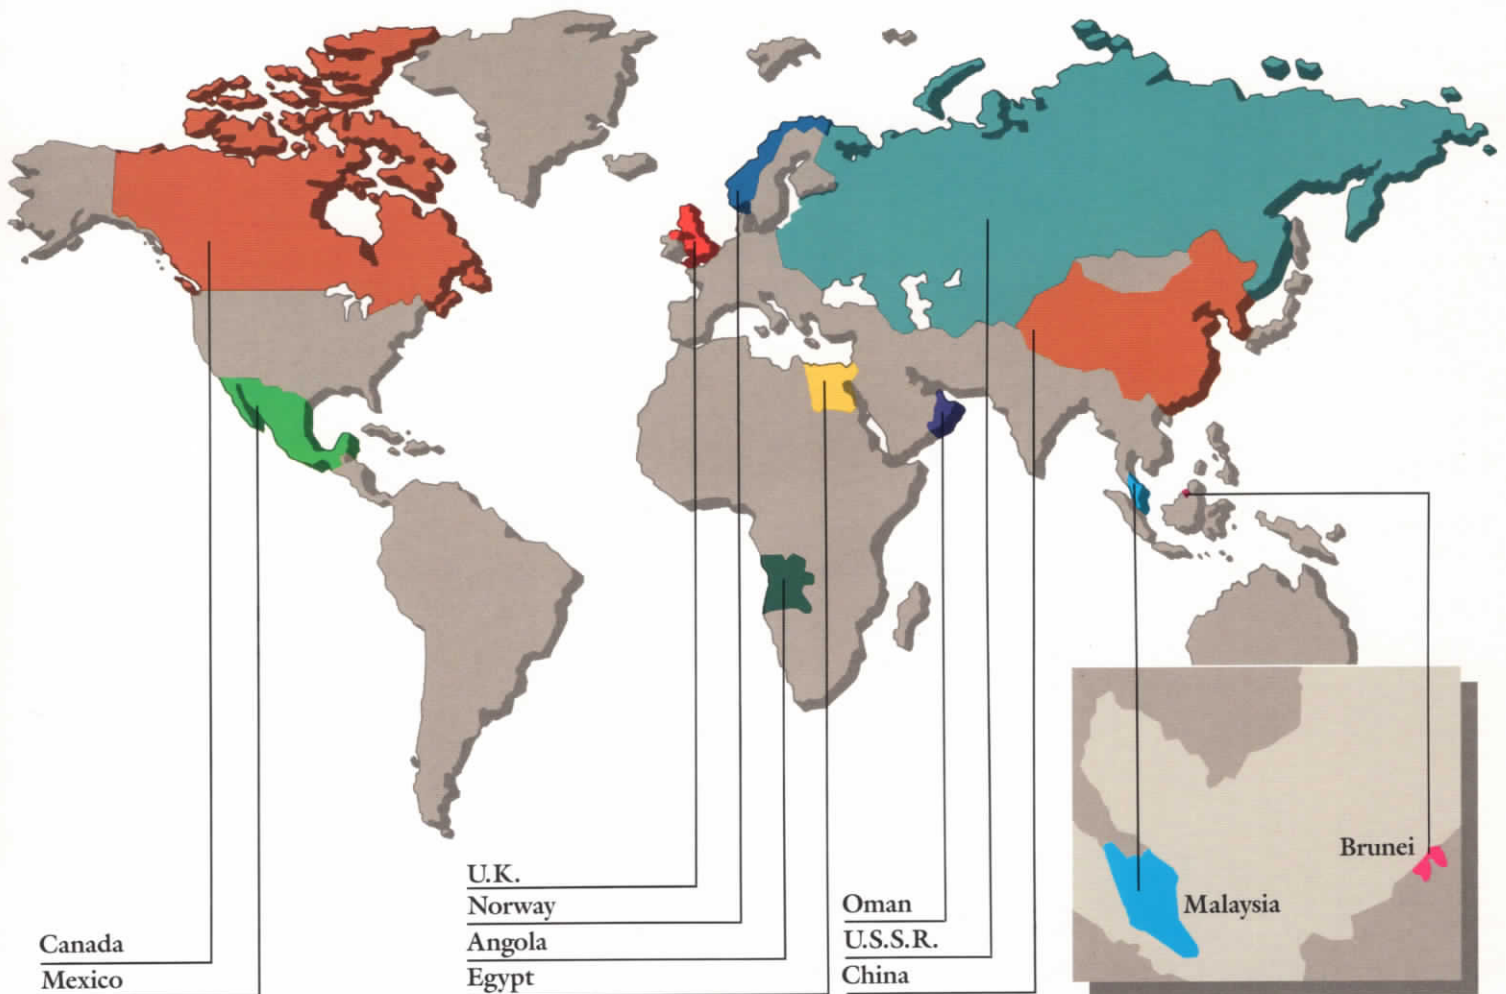 U.K.
Norway
Angola
Egypt
Canada
Mexico
Oman
U.S.S.R.
China
Brunei
Malaysia